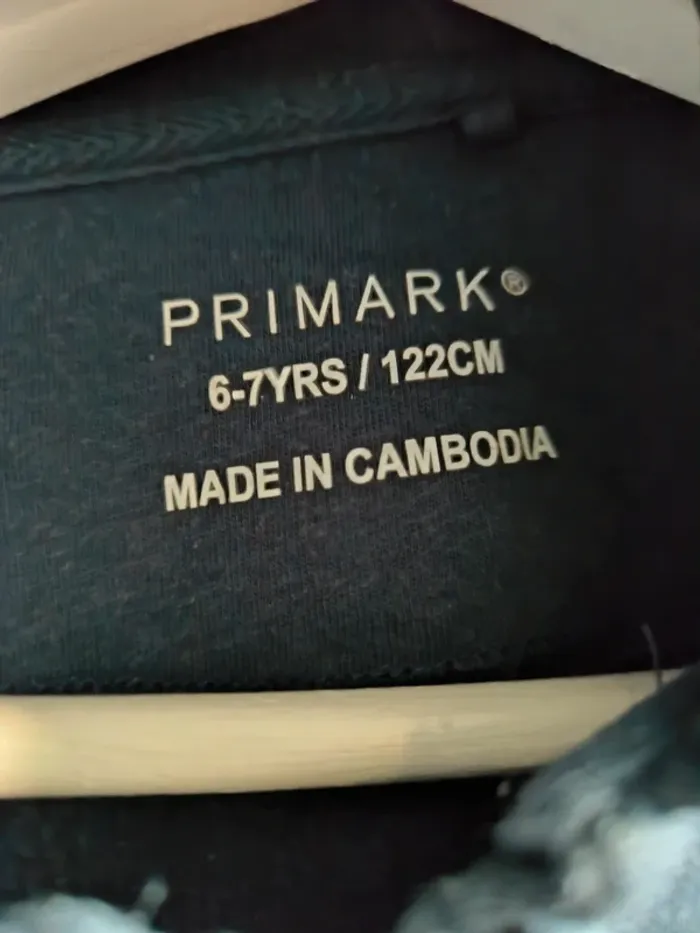 PRIMARK®
6-7YRS / 122CM
MADE IN CAMBODIA